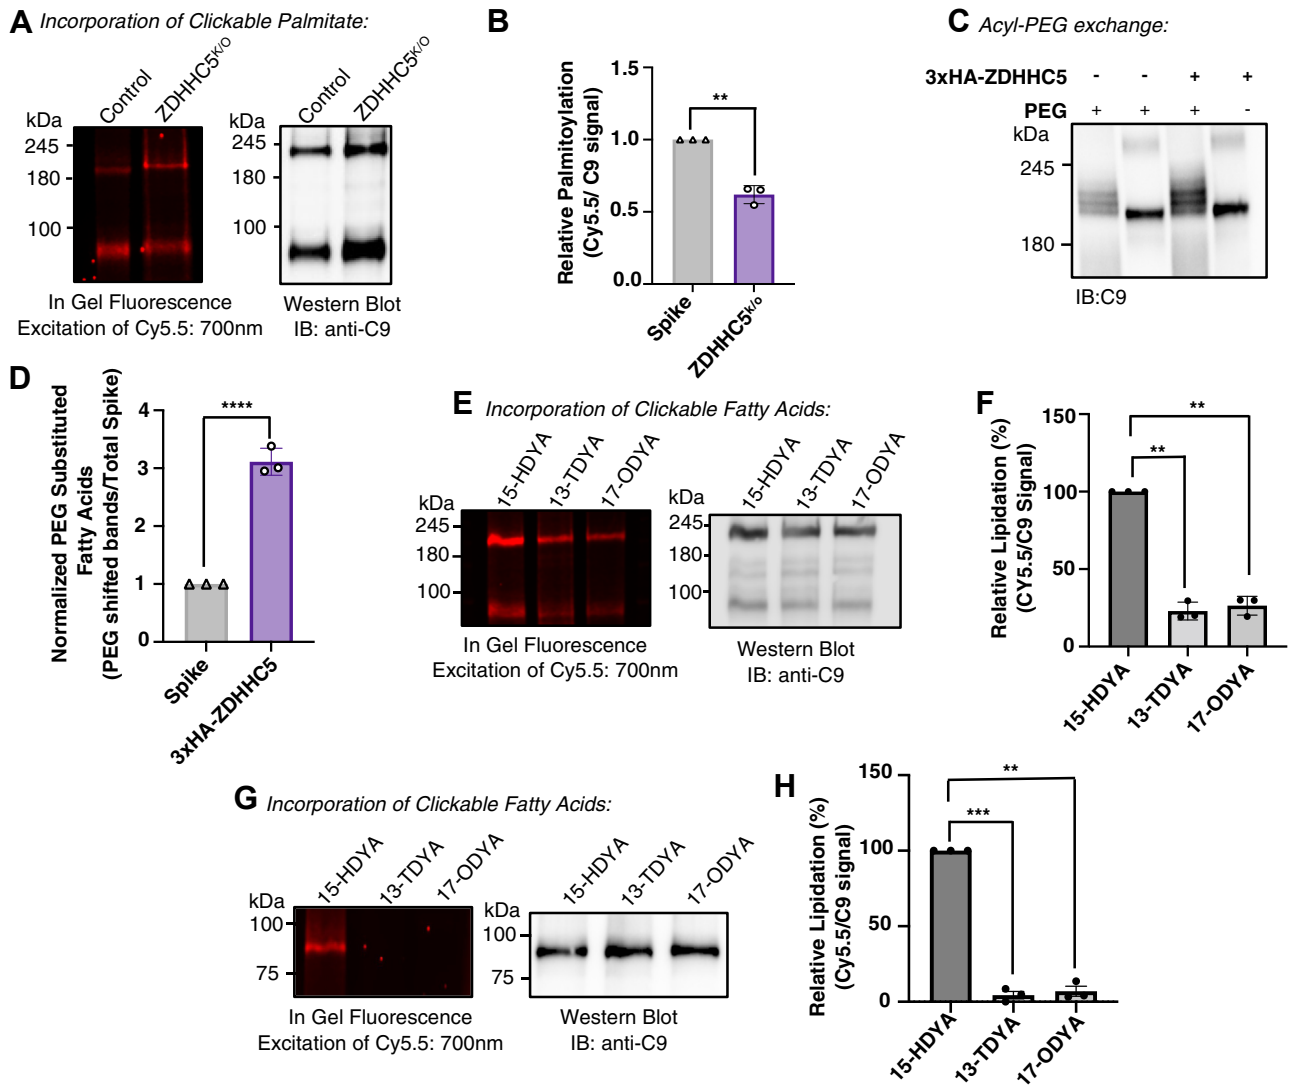 A Incorporation of Clickable Palmitate:
Control ZDHHC5K/O Control ZDHHC5K/O
kDa kDa
245 245
180 180
100 100
In Gel Fluorescence Western Blot
Excitation of Cy5.5: 700nm IB: anti-C9
B
Relative Palmitoylation
(Cy5.5/ C9 signal)
1.5
1.0
0.5
0.0
**
Spike ZDHHC5K/o
C Acyl-PEG exchange:
3xHA-ZDHHC5 - - + +
PEG + + + -
kDa
245
180
IB:C9
D
Normalized PEG Substituted
Fatty Acids
(PEG shifted bands/Total Spike)
4
3
2
1
0
****
Spike 3xHA-ZDHHC5
E Incorporation of Clickable Fatty Acids:
15-HDYA 13-TDYA 17-ODYA 15-HDYA 13-TDYA 17-ODYA
kDa kDa
245 245
180 180
100 100
In Gel Fluorescence Western Blot
Excitation of Cy5.5: 700nm IB: anti-C9
F
Relative Lipidation (%)
(CY5.5/C9 Signal)
150
100
50
0
**
**
15-HDYA 13-TDYA 17-ODYA
G Incorporation of Clickable Fatty Acids:
15-HDYA 13-TDYA 17-ODYA 15-HDYA 13-TDYA 17-ODYA
kDa kDa
100 100
75 75
In Gel Fluorescence Western Blot
Excitation of Cy5.5: 700nm IB: anti-C9
H
Relative Lipidation (%)
(Cy5.5/C9 signal)
150
100
50
0
**
***
15-HDYA 13-TDYA 17-ODYA